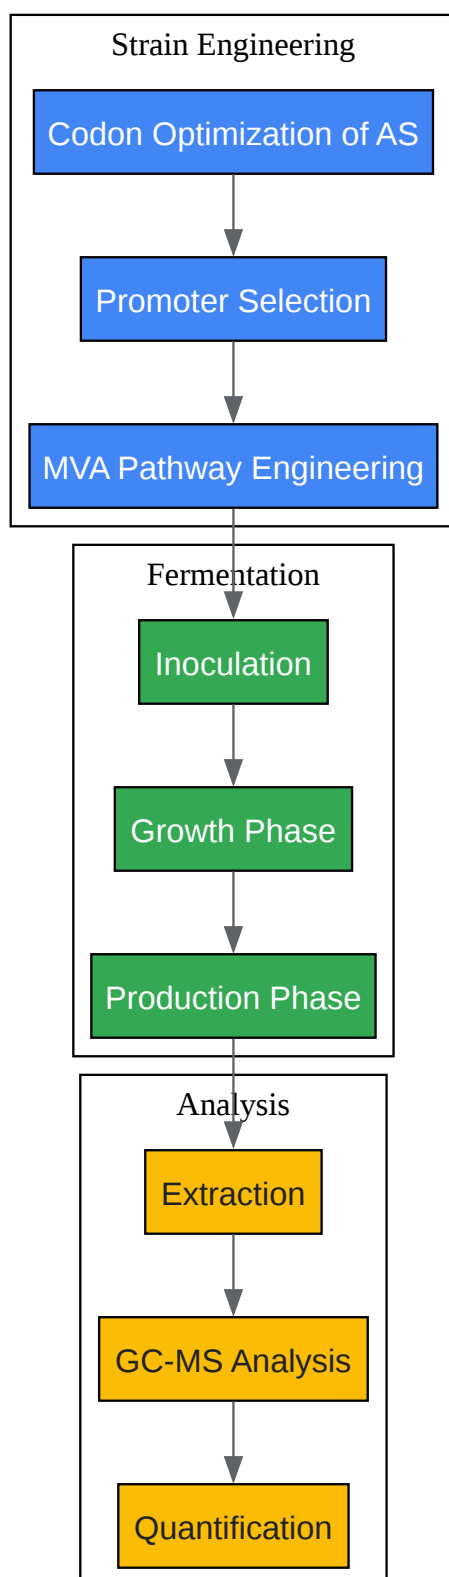 Strain Engineering
Codon Optimization of AS
Promoter Selection
MVA Pathway Engineering
Fermentation
Inoculation
Growth Phase
Production Phase
Analysis
Extraction
GC-MS Analysis
Quantification